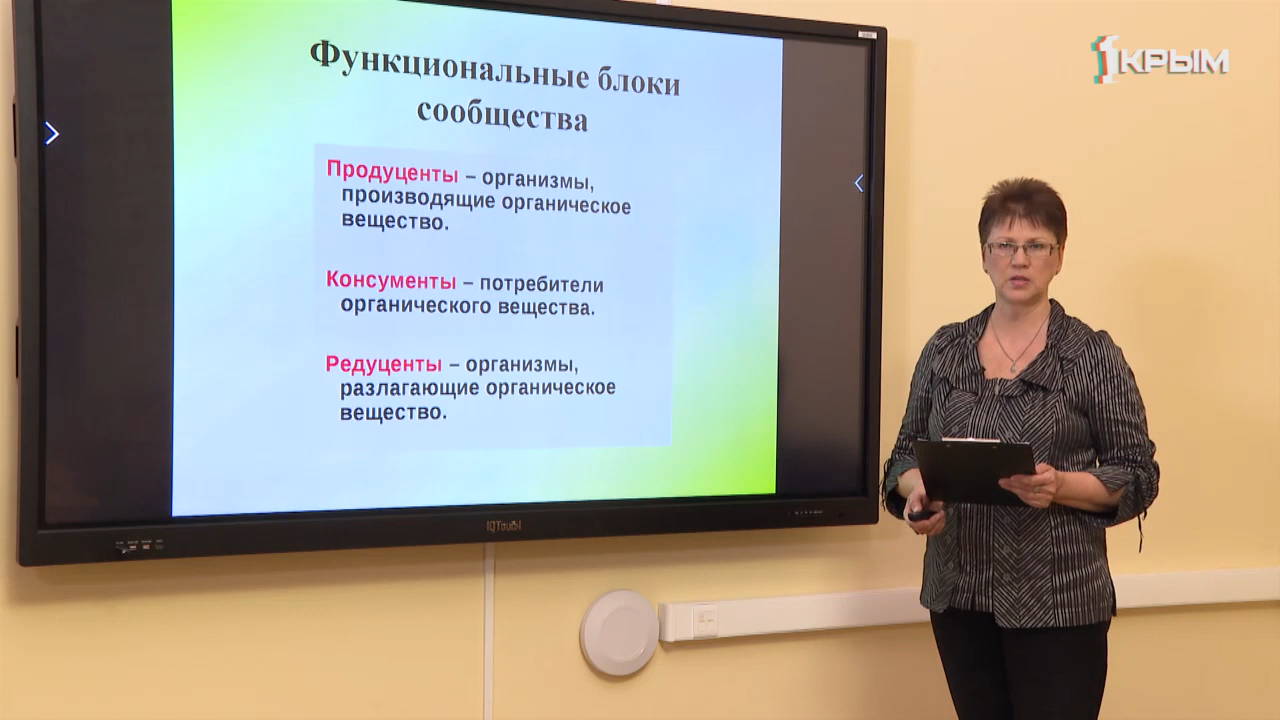 1КРЫМ
Функциональные блоки
сообщества
Продуценты – организмы,
производящие органическое
вещество.
Консументы – потребители
органического вещества.
Редуценты – организмы,
разлагающие органическое
вещество.
IQTouch